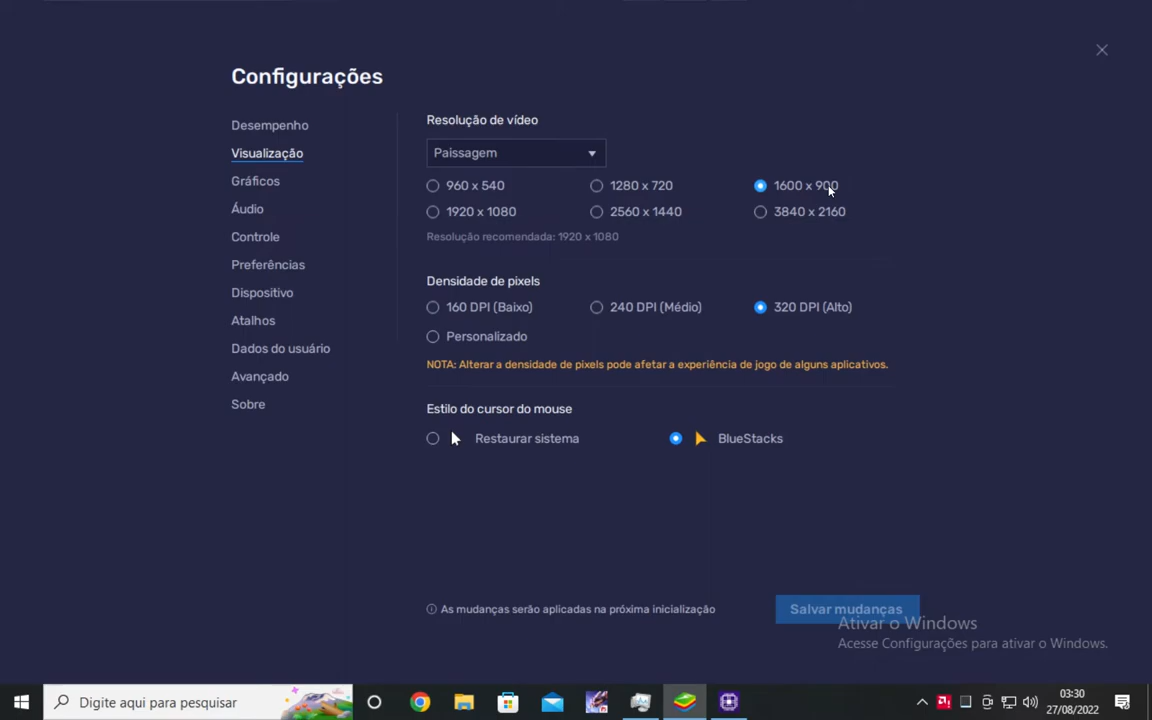 Configurações
Desempenho
Visualização
Gráficos
Áudio
Controle
Preferências
Dispositivo
Atalhos
Dados do usuário
Avançado
Sobre
Resolução de vídeo
Paissagem
960 x 540
1280 x 720
1600 x 900
1920 x 1080
2560 x 1440
3840 x 2160
Resolução recomendada: 1920 x 1080
Densidade de pixels
160 DPI (Baixo)
240 DPI (Médio)
320 DPI (Alto)
Personalizado
NOTA: Alterar a densidade de pixels pode afetar a experiência de jogo de alguns aplicativos.
Estilo do cursor do mouse
Restaurar sistema
BlueStacks
As mudanças serão aplicadas na próxima inicialização
Salvar mudanças
Ativar o Windows
Acesse Configurações para ativar o Windows.
Digite aqui para pesquisar
03:30
27/08/2022